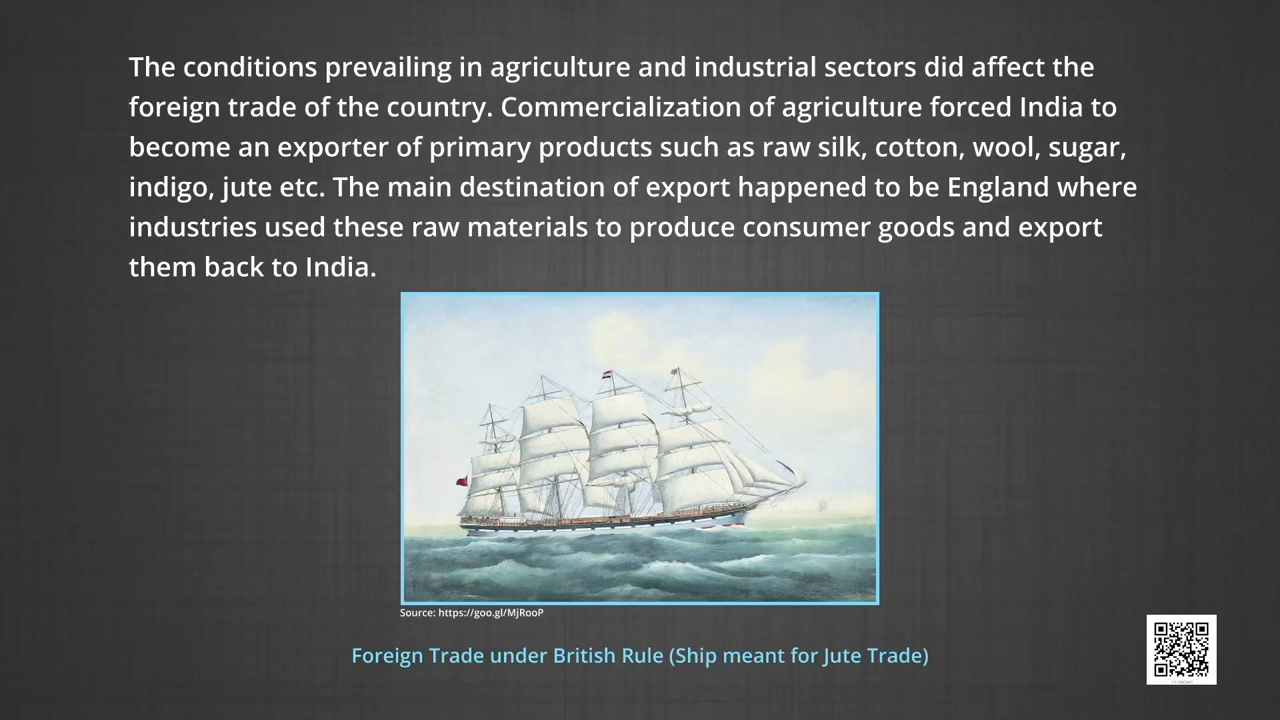 The conditions prevailing in agriculture and industrial sectors did affect the
foreign trade of the country. Commercialization of agriculture forced India to
become an exporter of primary products such as raw silk, cotton, wool, sugar,
indigo, jute etc. The main destination of export happened to be England where
industries used these raw materials to produce consumer goods and export
them back to India.
Source: https://goo.gl/MjRooP
Foreign Trade under British Rule (Ship meant for Jute Trade)